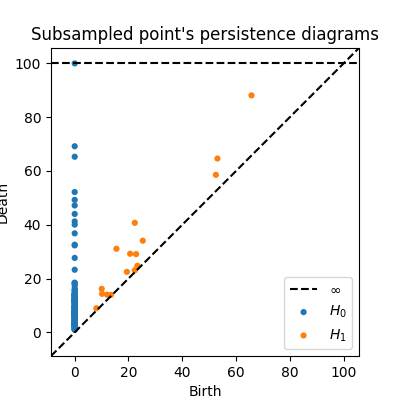 Subsampled point's persistence diagrams
100
80
60
40
20
0
Death
0 20 40 60 80 100
Birth
∞
H₀
H₁